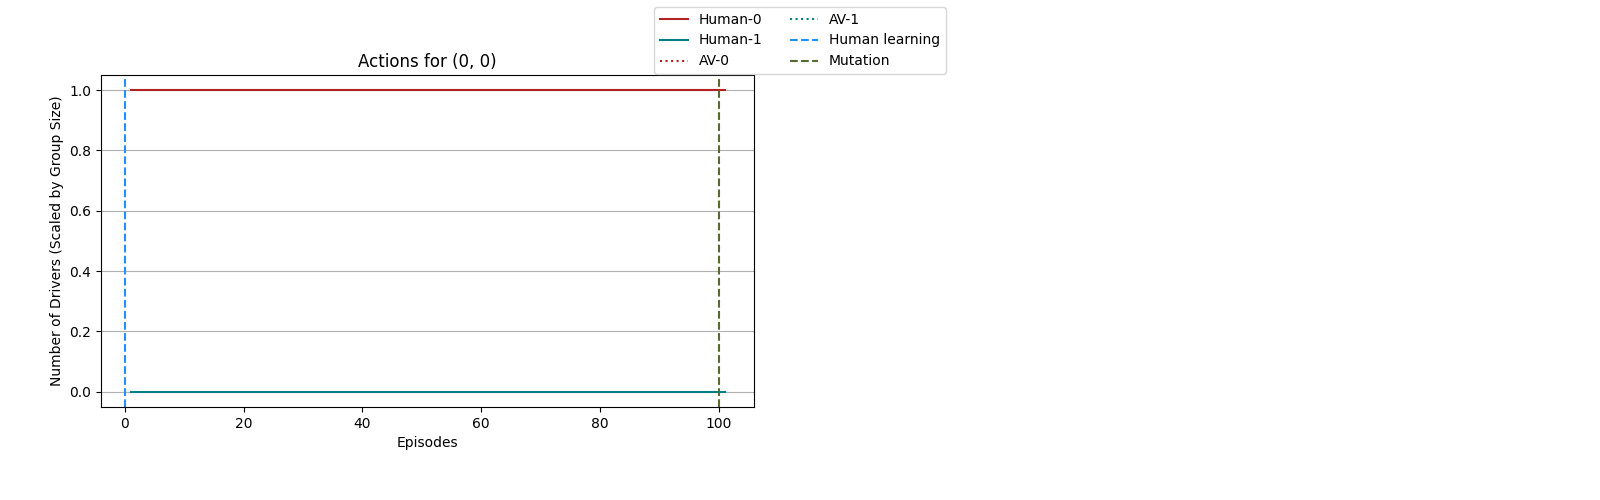 Human-0
Human-1
AV-0
AV-1
Human learning
Mutation
Actions for (0, 0)
Number of Drivers (Scaled by Group Size)
1.0
0.8
0.6
0.4
0.2
0.0
0 20 40 60 80 100
Episodes